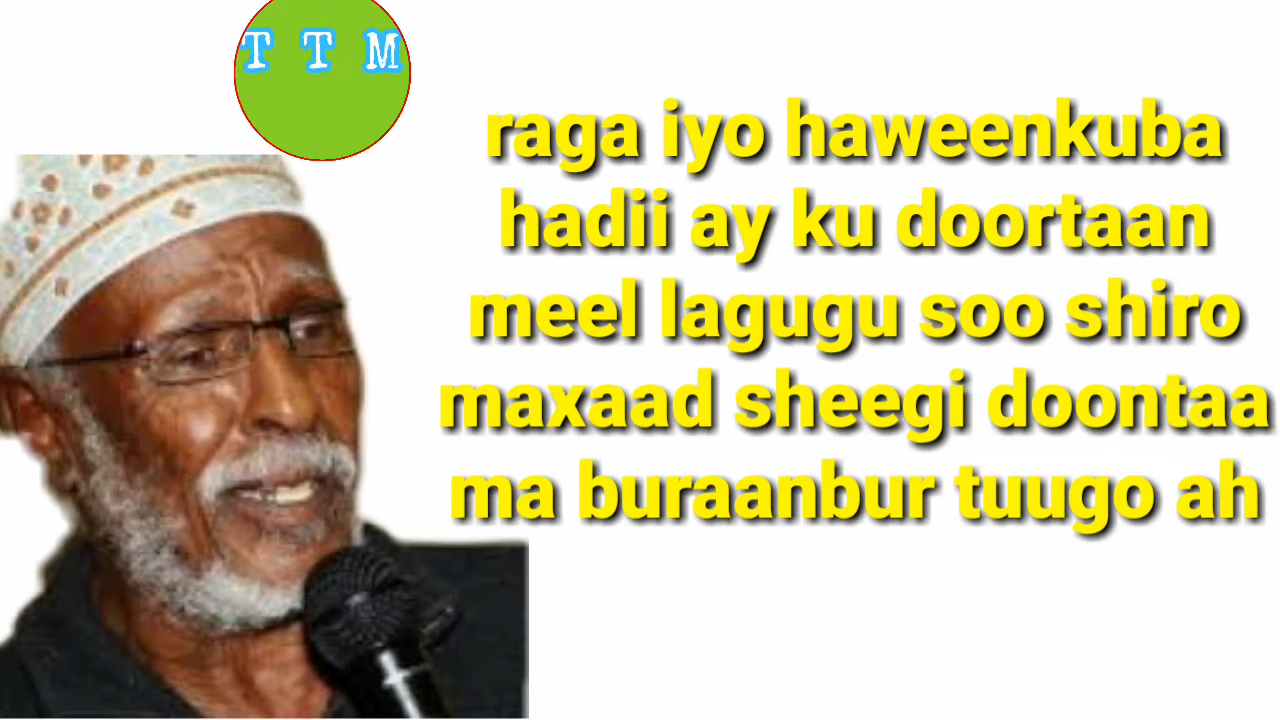 T T M
raga iyo haweenkuba
hadii ay ku doortaan
meel lagugu soo shiro
maxaad sheegi doontaa
ma buraanbur tuugo ah